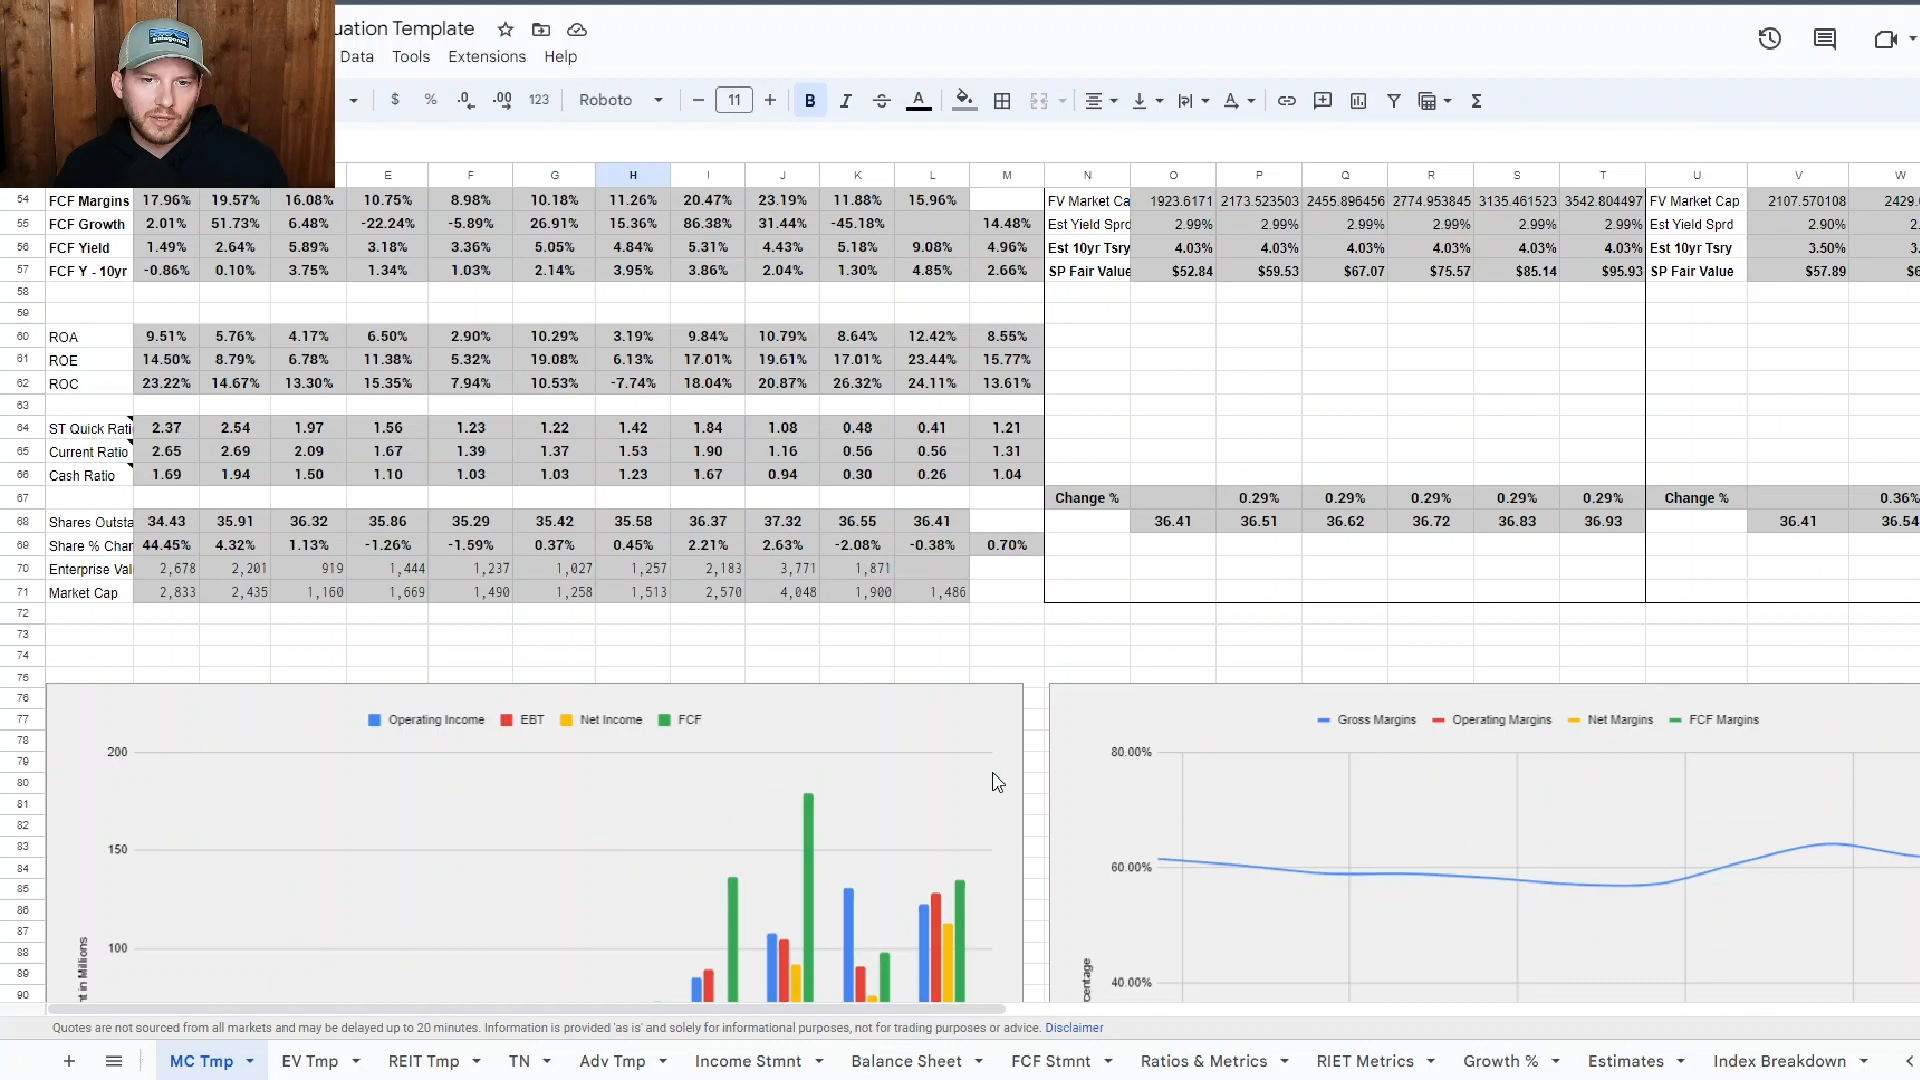 patagonia
uation Template
Data Tools Extensions Help
$ % .0 .00 123 Roboto 11 B I S A
E F G H I J K L M N O P Q R S T U V W
54 FCF Margins 17.96% 19.57% 16.08% 10.75% 8.98% 10.18% 11.26% 20.47% 23.19% 11.88% 15.96% FV Market Ca 1923.6171 2173.523503 2455.896456 2774.953845 3135.461523 3542.804497 FV Market Cap 2107.570108 2429.
55 FCF Growth 2.01% 51.73% 6.48% -22.24% -5.89% 26.91% 15.36% 86.38% 31.44% -45.18% 14.48% Est Yield Sprd 2.99% 2.99% 2.99% 2.99% 2.99% 2.99% Est Yield Sprd 2.90% 2.
56 FCF Yield 1.49% 2.64% 5.89% 3.18% 3.36% 5.05% 4.84% 5.31% 4.43% 5.18% 9.08% 4.96% Est 10yr Tsry 4.03% 4.03% 4.03% 4.03% 4.03% 4.03% Est 10yr Tsry 3.50% 3.
57 FCF Y - 10yr -0.86% 0.10% 3.75% 1.34% 1.03% 2.14% 3.95% 3.86% 2.04% 1.30% 4.85% 2.66% SP Fair Value $52.84 $59.53 $67.07 $75.57 $85.14 $95.93 SP Fair Value $57.89 $6
58
59
60 ROA 9.51% 5.76% 4.17% 6.50% 2.90% 10.29% 3.19% 9.84% 10.79% 8.64% 12.42% 8.55%
61 ROE 14.50% 8.79% 6.78% 11.38% 5.32% 19.08% 6.13% 17.01% 19.61% 17.01% 23.44% 15.77%
62 ROC 23.22% 14.67% 13.30% 15.35% 7.94% 10.53% -7.74% 18.04% 20.87% 26.32% 24.11% 13.61%
63
64 ST Quick Rati 2.37 2.54 1.97 1.56 1.23 1.22 1.42 1.84 1.08 0.48 0.41 1.21
65 Current Ratio 2.65 2.69 2.09 1.67 1.39 1.37 1.53 1.90 1.16 0.56 0.56 1.31
66 Cash Ratio 1.69 1.94 1.50 1.10 1.03 1.03 1.23 1.67 0.94 0.30 0.26 1.04
67 Change % 0.29% 0.29% 0.29% 0.29% 0.29% Change % 0.36%
68 Shares Outsta 34.43 35.91 36.32 35.86 35.29 35.42 35.58 36.37 37.32 36.55 36.41 36.41 36.51 36.62 36.72 36.83 36.93 36.41 36.54
69 Share % Char 44.45% 4.32% 1.13% -1.26% -1.59% 0.37% 0.45% 2.21% 2.63% -2.08% -0.38% 0.70%
70 Enterprise Val 2,678 2,201 919 1,444 1,237 1,027 1,257 2,183 3,771 1,871
71 Market Cap 2,833 2,435 1,160 1,669 1,490 1,258 1,513 2,570 4,048 1,900 1,486
72
73
74
75
76
77 Operating Income EBT Net Income FCF Gross Margins Operating Margins Net Margins FCF Margins
78
79 200 80.00%
80
81
82
83 150
84 60.00%
85
86
87
88 100
89
90 40.00%
nt in Millions
centage
Quotes are not sourced from all markets and may be delayed up to 20 minutes. Information is provided 'as is' and solely for informational purposes, not for trading purposes or advice. Disclaimer
+ MC Tmp EV Tmp REIT Tmp TN Adv Tmp Income Stmnt Balance Sheet FCF Stmnt Ratios & Metrics RIET Metrics Growth % Estimates Index Breakdown